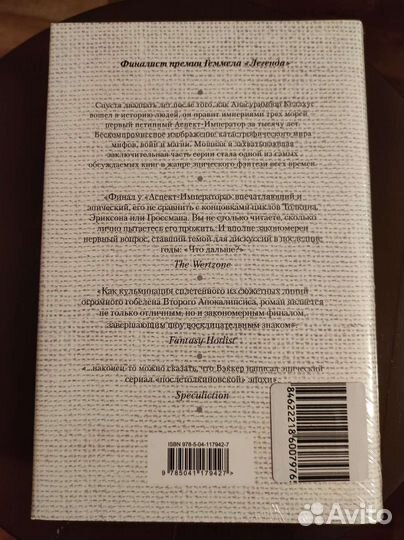 Финалист премии Геммела «Легенда»
Спустя двадцать лет после того, как Анасуримбор Келлхус
вошел в историю людей, он правит империями трех морей,
первый истинный Аспект-Император за тысячу лет.
Бескомпромиссное изображение катастрофического мира
мифов, войн и магии. Мощная и захватывающая
заключительная часть серии стала одной из самых
обсуждаемых книг в жанре эпического фэнтези всех времен.
«Финал у «Аспект-Императора» впечатляющий и
эпический, его не сравнить с концовками циклов Толкина,
Эриксона или Гроссмана. Вы не столько читаете, сколько
лично пытаетесь его прожить. И вполне закономерен
нервный вопрос, ставший темой для дискуссий в последние
годы: «Что дальше?»
The Wertzone
«Как кульминация сплетенного из сюжетных линий
огромного гобелена Второго Апокалипсиса, роман является
не только отличным, но и закономерным финалом,
завершающим шоу восклицательным знаком».
Fantasy Hotlist
«...наконец-то можно сказать, что Бэккер написал эпический
сериал «послетолкиновской» эпохи».
Speculiction
ISBN 978-5-04-117942-7
9 785041 179427 >
84622218600797
Avito